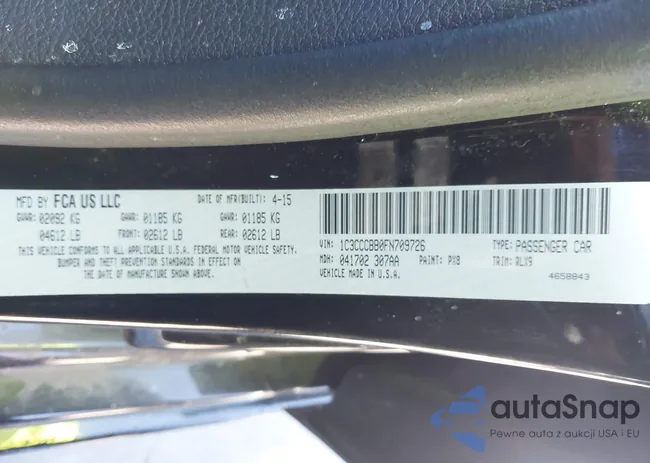 MFD BY FCA US LLC DATE OF MFR(BUILT): 4-15
GVWR: 02092 KG GAWR: 01185 KG GAWR: 01185 KG
04612 LB FRONT: 02612 LB REAR: 02612 LB
THIS VEHICLE CONFORMS TO ALL APPLICABLE U.S.A. FEDERAL MOTOR VEHICLE SAFETY,
BUMPER AND THEFT PREVENTION STANDARDS IN EFFECT ON
THE DATE OF MANUFACTURE SHOWN ABOVE.
VIN: 1C3CCCBB0FN709726 TYPE: PASSENGER CAR
MDH: 041702 307AA PAINT: PX8 TRIM: RLX9
VEHICLE MADE IN U.S.A.
4658843
autaSnap
Pewne auta z aukcji USA i EU